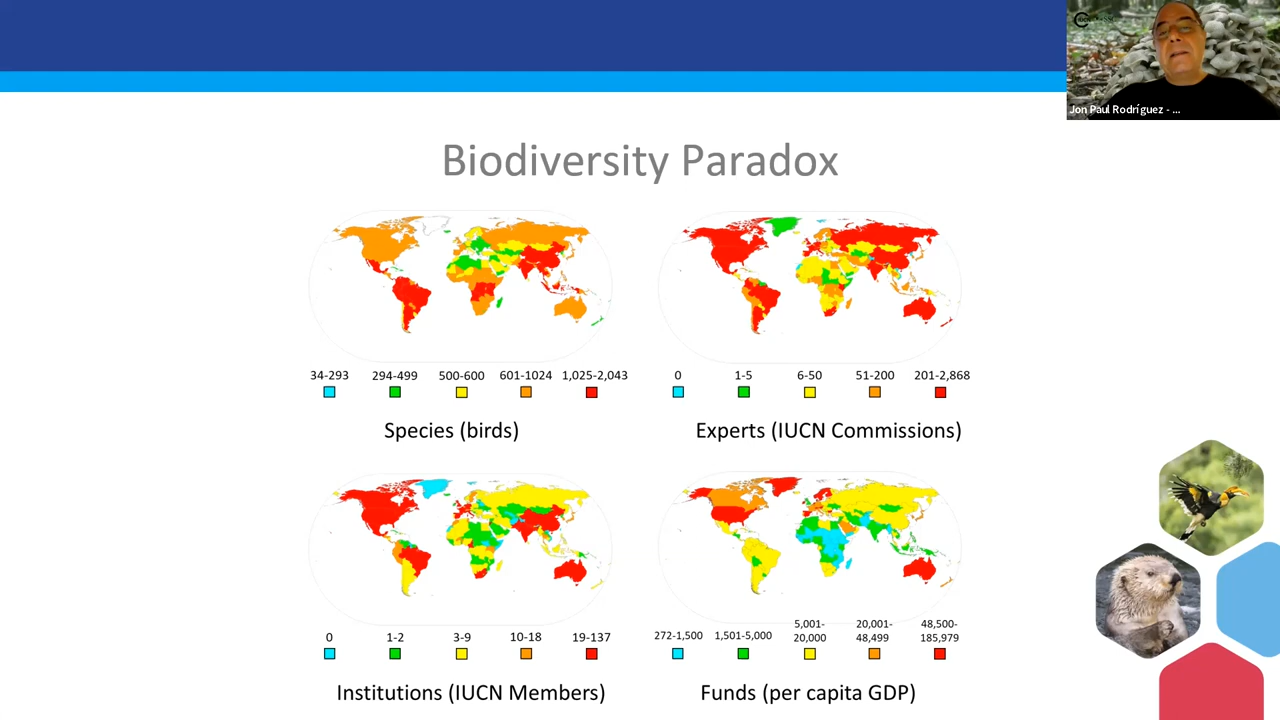 Jon Paul Rodríguez - ...
Biodiversity Paradox
34-293 294-499 500-600 601-1024 1,025-2,043
Species (birds)
0 1-5 6-50 51-200 201-2,868
Experts (IUCN Commissions)
0 1-2 3-9 10-18 19-137
Institutions (IUCN Members)
272-1,500 1,501-5,000 5,001-
20,000 20,001-
48,499 48,500-
185,979
Funds (per capita GDP)